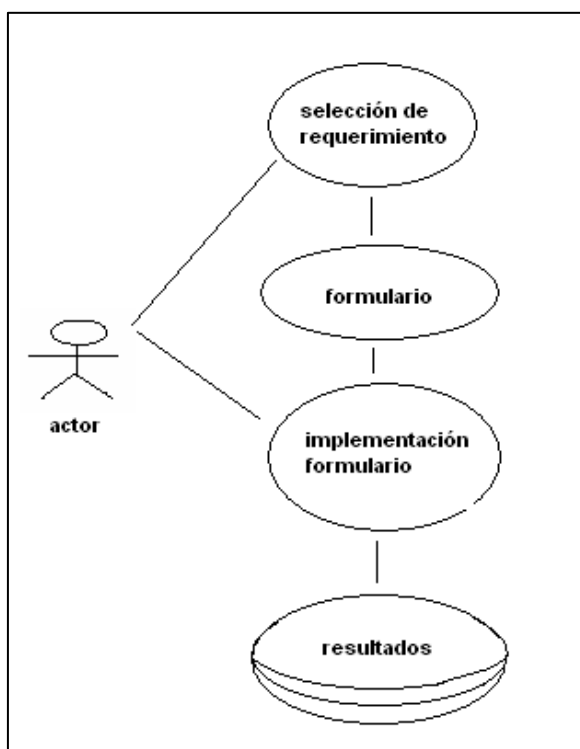 selección de
requerimiento
formulario
actor
implementación
formulario
resultados